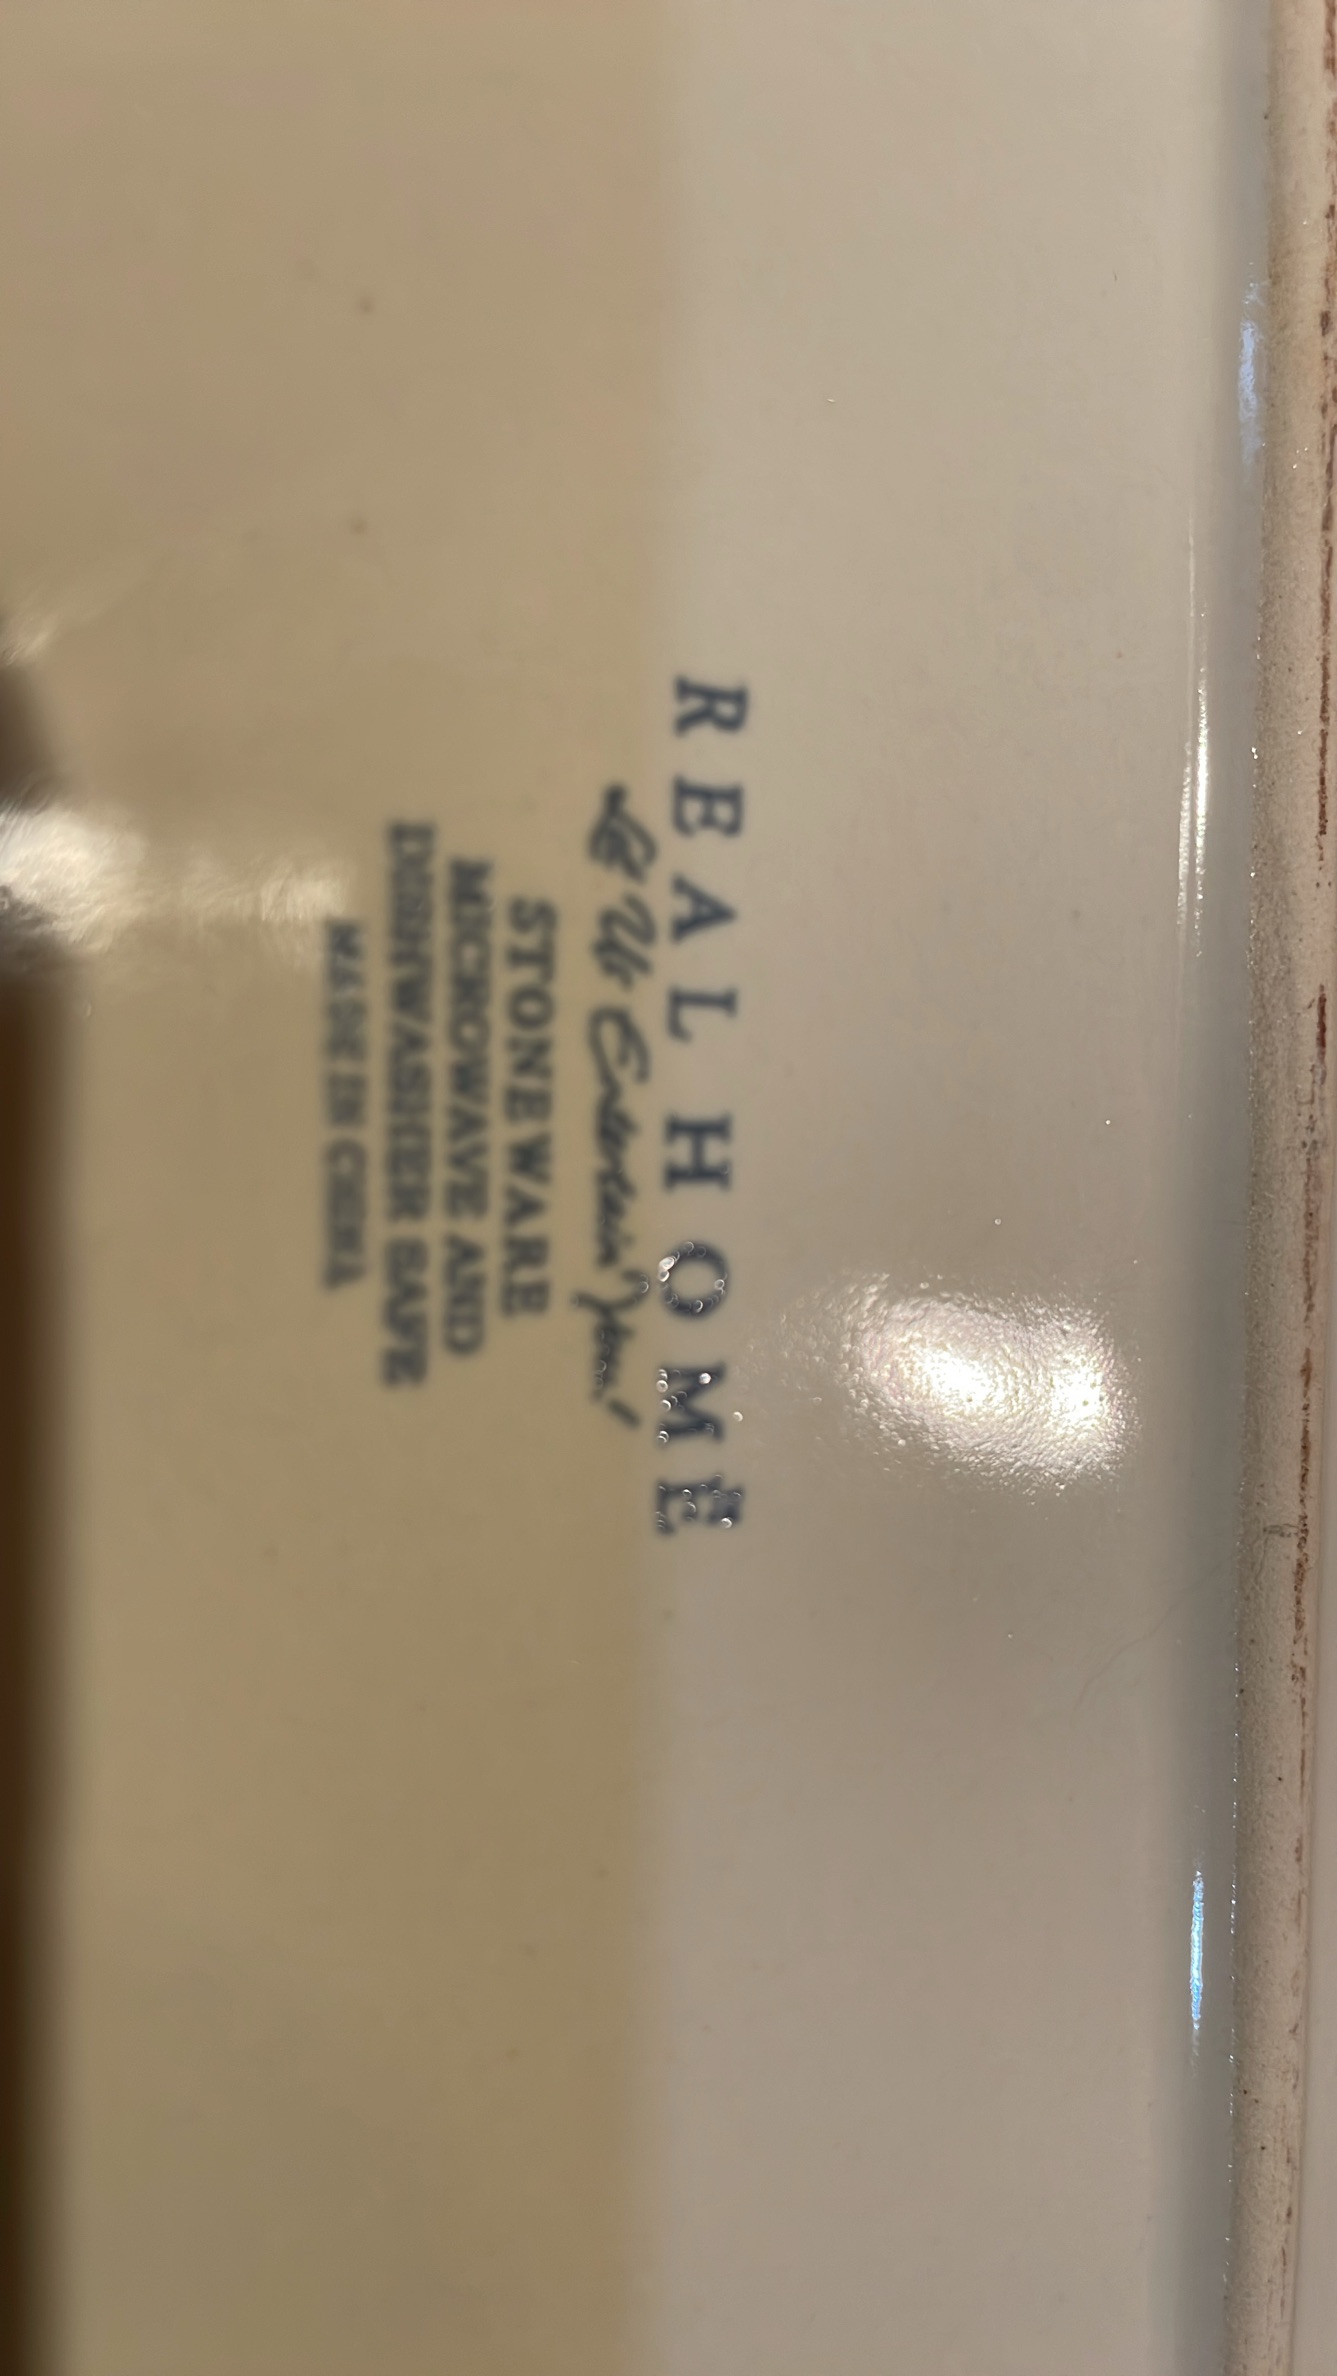 REAL HOME
"Let Us Entertain You!"
STONEWARE
MICROWAVE AND
DISHWASHER SAFE
MADE IN CHINA